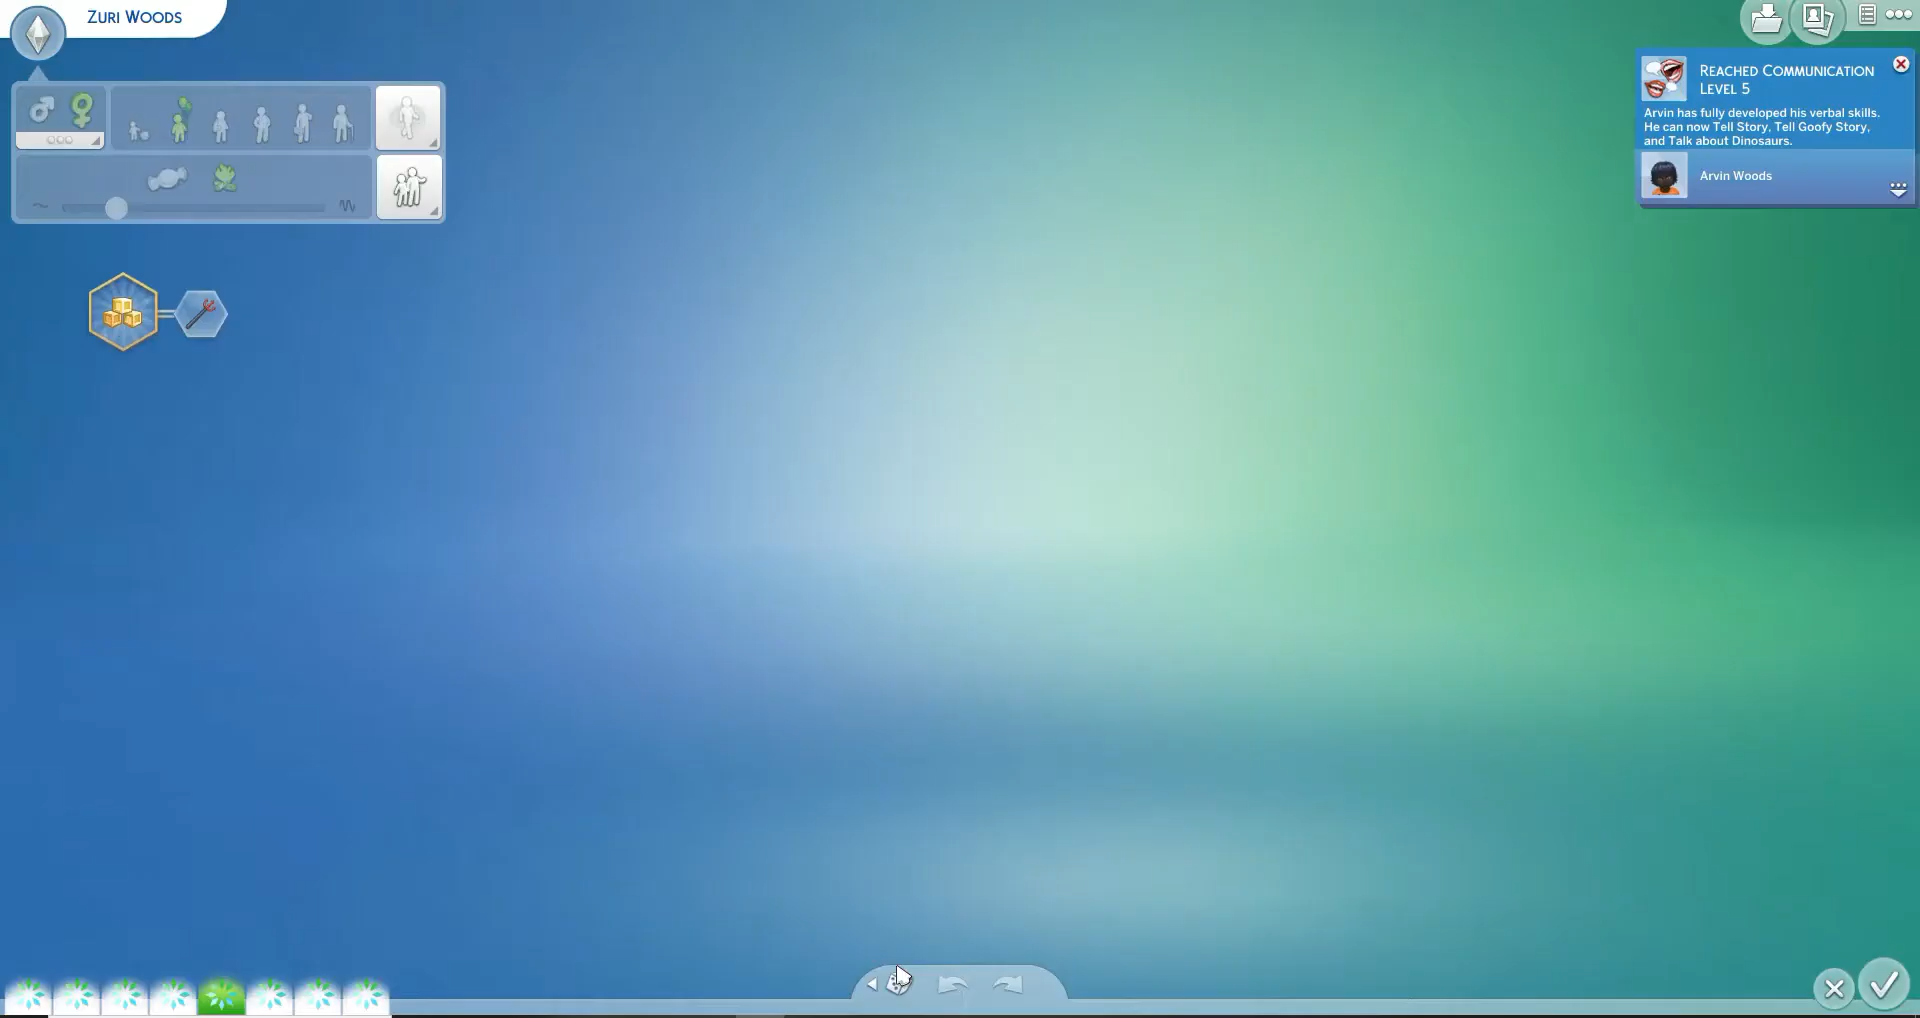 ZURI WOODS
REACHED COMMUNICATION
LEVEL 5
Arvin has fully developed his verbal skills.
He can now Tell Story, Tell Goofy Story,
and Talk about Dinosaurs.
Arvin Woods